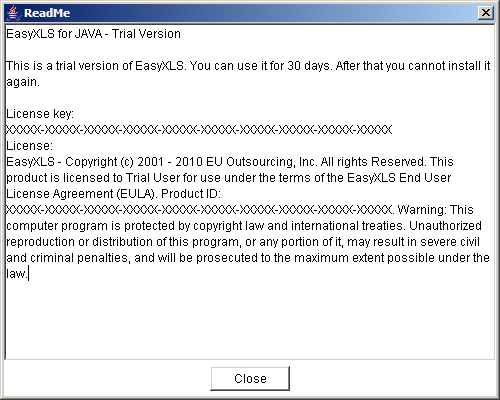 ReadMe
EasyXLS for JAVA - Trial Version
This is a trial version of EasyXLS. You can use it for 30 days. After that you cannot install it
again.
License key:
XXXXX-XXXXX-XXXXX-XXXXX-XXXXX-XXXXX-XXXXX-XXXXX-XXXXX-XXXXX
License:
EasyXLS - Copyright (c) 2001 - 2010 EU Outsourcing, Inc. All rights Reserved. This
product is licensed to Trial User for use under the terms of the EasyXLS End User
License Agreement (EULA). Product ID:
XXXXX-XXXXX-XXXXX-XXXXX-XXXXX-XXXXX-XXXXX-XXXXX-XXXXX-XXXXX. Warning: This
computer program is protected by copyright law and international treaties. Unauthorized
reproduction or distribution of this program, or any portion of it, may result in severe civil
and criminal penalties, and will be prosecuted to the maximum extent possible under the
law.
Close